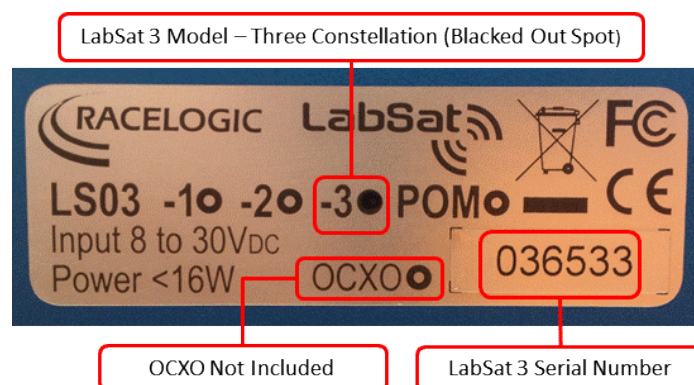 LabSat 3 Model – Three Constellation (Blacked Out Spot)
RACELOGIC LabSat FC
LS03 -1 -2 -3 POM CE
Input 8 to 30VDC
Power <16W OCXO 036533
OCXO Not Included LabSat 3 Serial Number